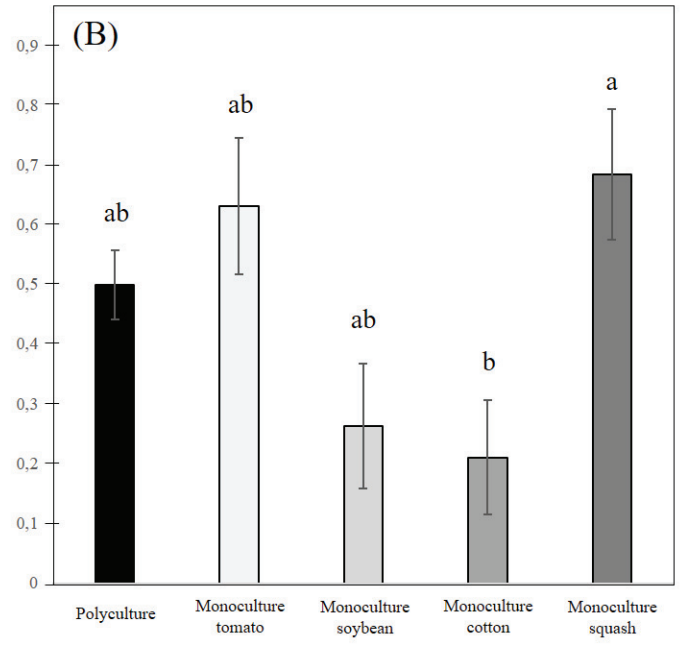 (B)
0,9
0,8
0,7
0,6
0,5
0,4
0,3
0,2
0,1
0
ab
ab
ab
b
a
Polyculture
Monoculture
tomato
Monoculture
soybean
Monoculture
cotton
Monoculture
squash